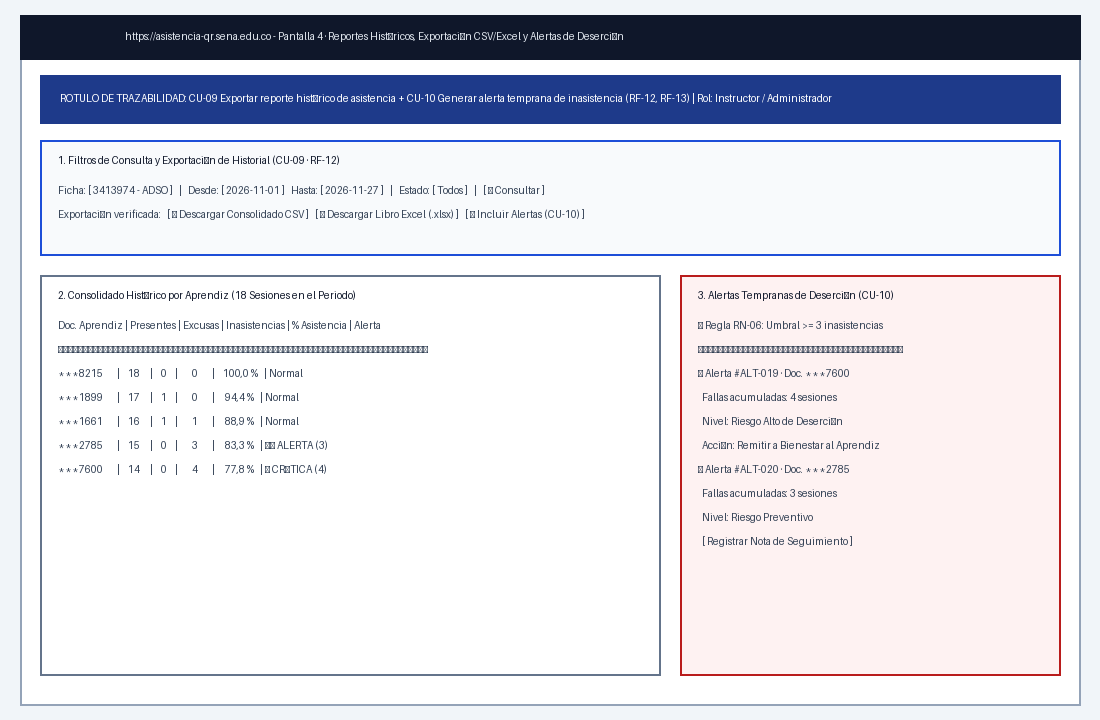 https://asistencia-qr.sena.edu.co - Pantalla 4 · Reportes Hist▯ricos, Exportaci▯n CSV/Excel y Alertas de Deserci▯n
ROTULO DE TRAZABILIDAD: CU-09 Exportar reporte hist▯rico de asistencia + CU-10 Generar alerta temprana de inasistencia (RF-12, RF-13) | Rol: Instructor / Administrador
1. Filtros de Consulta y Exportaci▯n de Historial (CU-09 · RF-12)
Ficha: [ 3413974 - ADSO ] | Desde: [ 2026-11-01 ] Hasta: [ 2026-11-27 ] | Estado: [ Todos ] | [ ▯ Consultar ]
Exportaci▯n verificada: [ ▯ Descargar Consolidado CSV ] [ ▯ Descargar Libro Excel (.xlsx) ] [ ▯ Incluir Alertas (CU-10) ]
2. Consolidado Hist▯rico por Aprendiz (18 Sesiones en el Periodo)
Doc. Aprendiz | Presentes | Excusas | Inasistencias | % Asistencia | Alerta
***8215 | 18 | 0 | 0 | 100,0 % | Normal
***1899 | 17 | 1 | 0 | 94,4 % | Normal
***1661 | 16 | 1 | 1 | 88,9 % | Normal
***2785 | 15 | 0 | 3 | 83,3 % | ▯▯ ALERTA (3)
***7600 | 14 | 0 | 4 | 77,8 % | ▯ CR▯TICA (4)
3. Alertas Tempranas de Deserci▯n (CU-10)
▯ Regla RN-06: Umbral >= 3 inasistencias
▯ Alerta #ALT-019 · Doc. ***7600
Fallas acumuladas: 4 sesiones
Nivel: Riesgo Alto de Deserci▯n
Acci▯n: Remitir a Bienestar al Aprendiz
▯ Alerta #ALT-020 · Doc. ***2785
Fallas acumuladas: 3 sesiones
Nivel: Riesgo Preventivo
[ Registrar Nota de Seguimiento ]